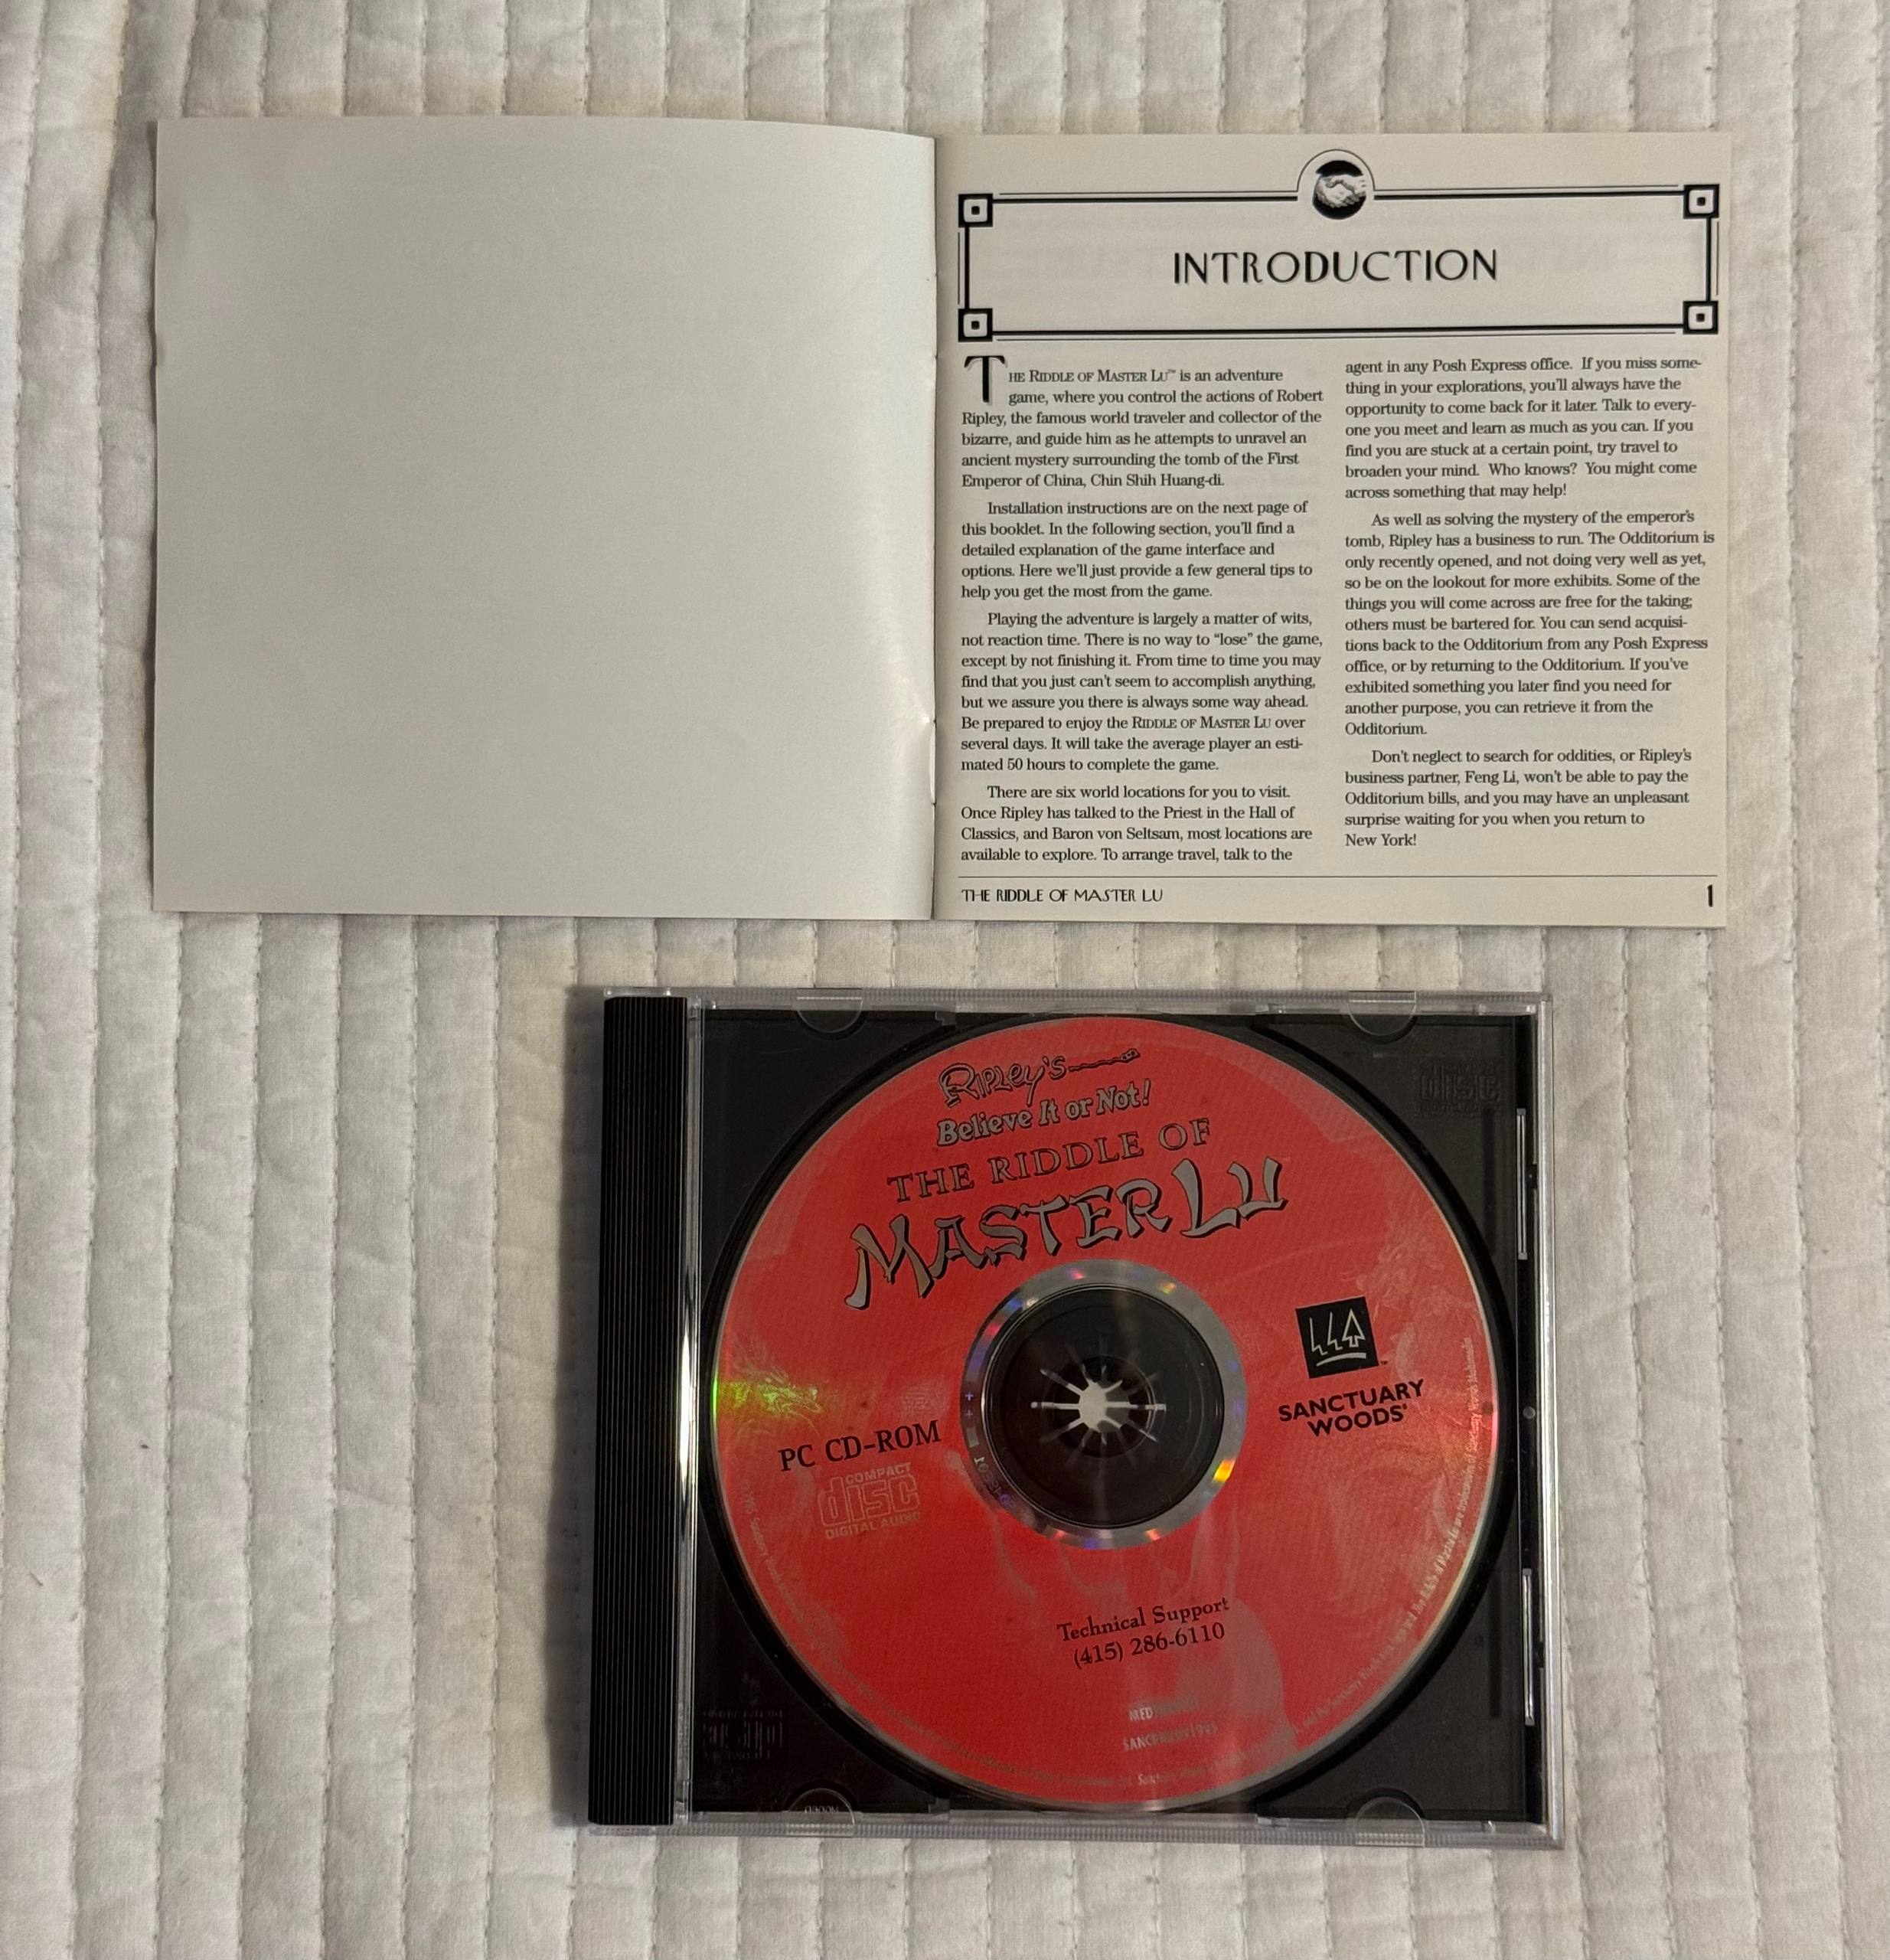 INTRODUCTION
THE RIDDLE OF MASTER LU™ is an adventure
game, where you control the actions of Robert
Ripley, the famous world traveler and collector of the
bizarre, and guide him as he attempts to unravel an
ancient mystery surrounding the tomb of the First
Emperor of China, Chin Shih Huang-di.
Installation instructions are on the next page of
this booklet. In the following section, you'll find a
detailed explanation of the game interface and
options. Here we'll just provide a few general tips to
help you get the most from the game.
Playing the adventure is largely a matter of wits,
not reaction time. There is no way to “lose” the game,
except by not finishing it. From time to time you may
find that you just can't seem to accomplish anything,
but we assure you there is always some way ahead.
Be prepared to enjoy the RIDDLE OF MASTER LU over
several days. It will take the average player an esti-
mated 50 hours to complete the game.
There are six world locations for you to visit.
Once Ripley has talked to the Priest in the Hall of
Classics, and Baron von Seltsam, most locations are
available to explore. To arrange travel, talk to the
agent in any Posh Express office. If you miss some-
thing in your explorations, you'll always have the
opportunity to come back for it later. Talk to every-
one you meet and learn as much as you can. If you
find you are stuck at a certain point, try travel to
broaden your mind. Who knows? You might come
across something that may help!
As well as solving the mystery of the emperor's
tomb, Ripley has a business to run. The Odditorium is
only recently opened, and not doing very well as yet,
so be on the lookout for more exhibits. Some of the
things you will come across are free for the taking;
others must be bartered for. You can send acquisi-
tions back to the Odditorium from any Posh Express
office, or by returning to the Odditorium. If you've
exhibited something you later find you need for
another purpose, you can retrieve it from the
Odditorium.
Don't neglect to search for oddities, or Ripley's
business partner, Feng Li, won't be able to pay the
Odditorium bills, and you may have an unpleasant
surprise waiting for you when you return to
New York!
THE RIDDLE OF MASTER LU
1
Ripley's
Believe It or Not!
THE RIDDLE OF
MASTER LU
SANCTUARY
WOODS®
PC CD-ROM
COMPACT
disc
DIGITAL AUDIO
Technical Support
(415) 286-6110